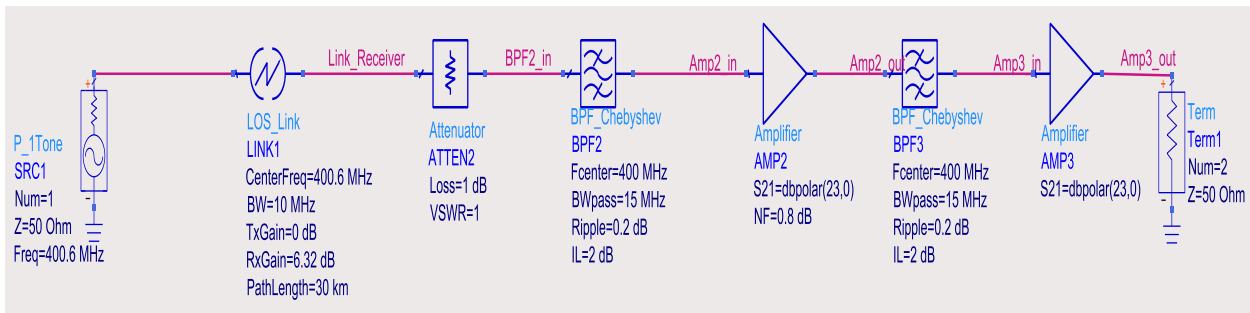 P_1Tone
SRC1
Num=1
Z=50 Ohm
Freq=400.6 MHz
+
-
LOS_Link
LINK1
CenterFreq=400.6 MHz
BW=10 MHz
TxGain=0 dB
RxGain=6.32 dB
PathLength=30 km
Link_Receiver
Attenuator
ATTEN2
Loss=1 dB
VSWR=1
BPF2_in
BPF_Chebyshev
BPF2
Fcenter=400 MHz
BWpass=15 MHz
Ripple=0.2 dB
IL=2 dB
Amp2_in
Amplifier
AMP2
S21=dbpolar(23,0)
NF=0.8 dB
Amp2_out
BPF_Chebyshev
BPF3
Fcenter=400 MHz
BWpass=15 MHz
Ripple=0.2 dB
IL=2 dB
Amp3_in
Amplifier
AMP3
S21=dbpolar(23,0)
Amp3_out
+
-
Term
Term1
Num=2
Z=50 Ohm